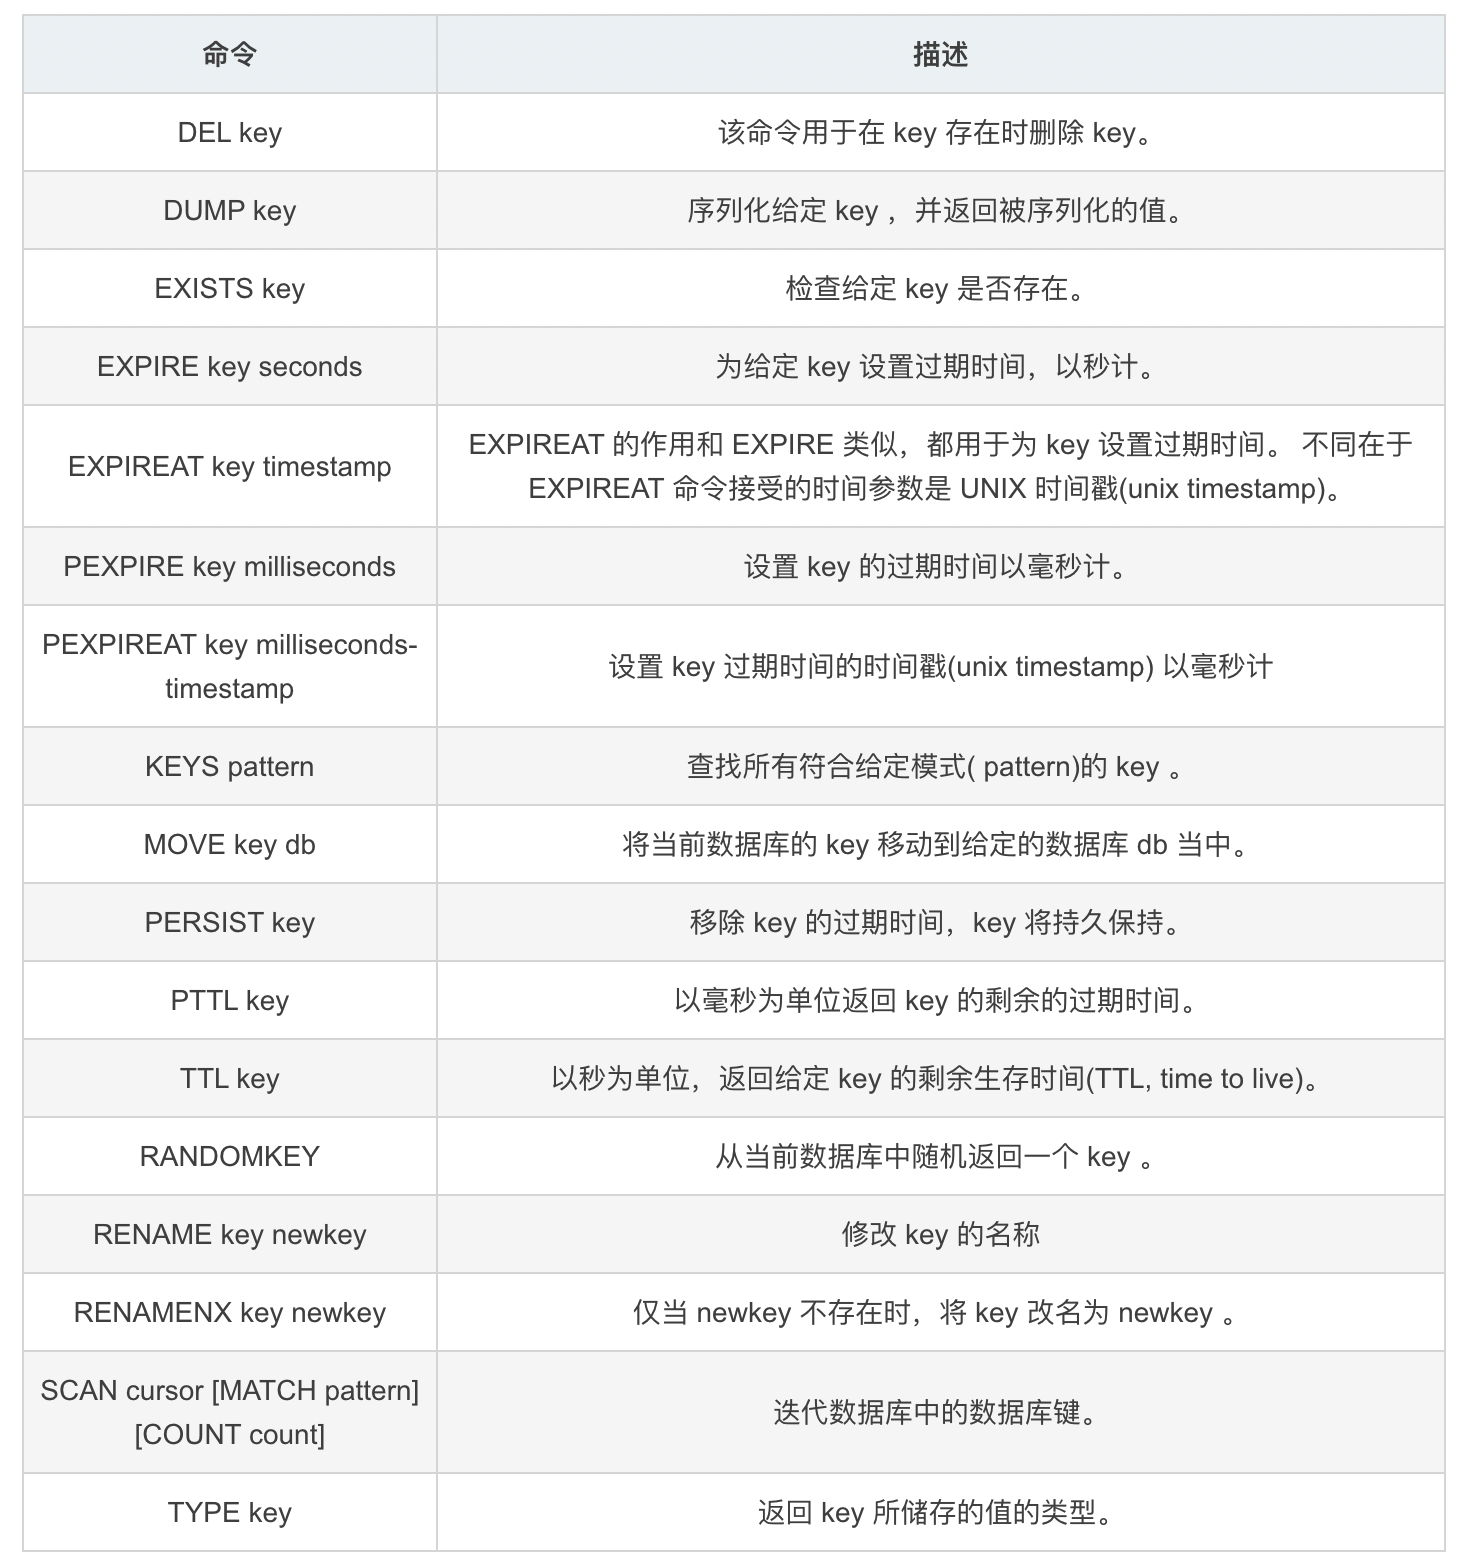 命令
描述
DEL key
该命令用于在 key 存在时删除 key。
DUMP key
序列化给定 key ，并返回被序列化的值。
EXISTS key
检查给定 key 是否存在。
EXPIRE key seconds
为给定 key 设置过期时间，以秒计。
EXPIREAT key timestamp
EXPIREAT 的作用和 EXPIRE 类似，都用于为 key 设置过期时间。 不同在于
EXPIREAT 命令接受的时间参数是 UNIX 时间戳(unix timestamp)。
PEXPIRE key milliseconds
设置 key 的过期时间以毫秒计。
PEXPIREAT key milliseconds-
timestamp
设置 key 过期时间的时间戳(unix timestamp) 以毫秒计
KEYS pattern
查找所有符合给定模式( pattern)的 key 。
MOVE key db
将当前数据库的 key 移动到给定的数据库 db 当中。
PERSIST key
移除 key 的过期时间，key 将持久保持。
PTTL key
以毫秒为单位返回 key 的剩余的过期时间。
TTL key
以秒为单位，返回给定 key 的剩余生存时间(TTL, time to live)。
RANDOMKEY
从当前数据库中随机返回一个 key 。
RENAME key newkey
修改 key 的名称
RENAMENX key newkey
仅当 newkey 不存在时，将 key 改名为 newkey 。
SCAN cursor [MATCH pattern]
[COUNT count]
迭代数据库中的数据库键。
TYPE key
返回 key 所储存的值的类型。